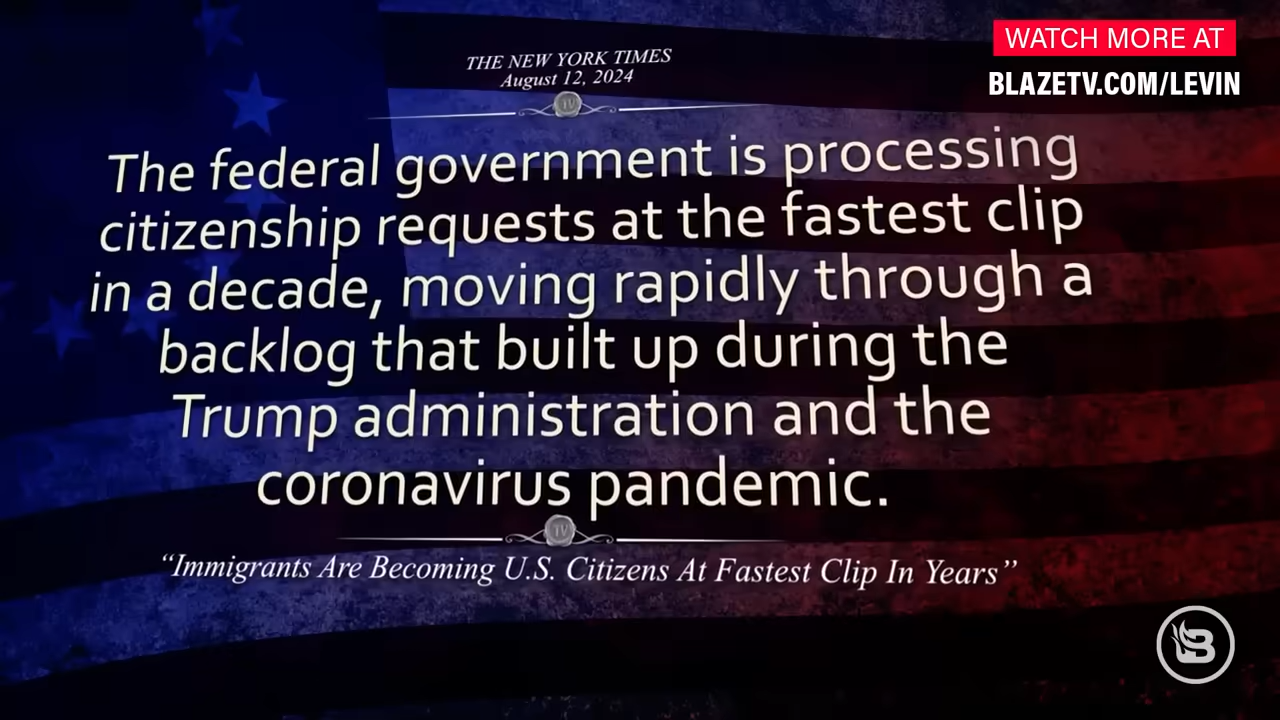 WATCH MORE AT
BLAZETV.COM/LEVIN
THE NEW YORK TIMES
August 12, 2024
The federal government is processing
citizenship requests at the fastest clip
in a decade, moving rapidly through a
backlog that built up during the
Trump administration and the
coronavirus pandemic.
“Immigrants Are Becoming U.S. Citizens At Fastest Clip In Years”
B